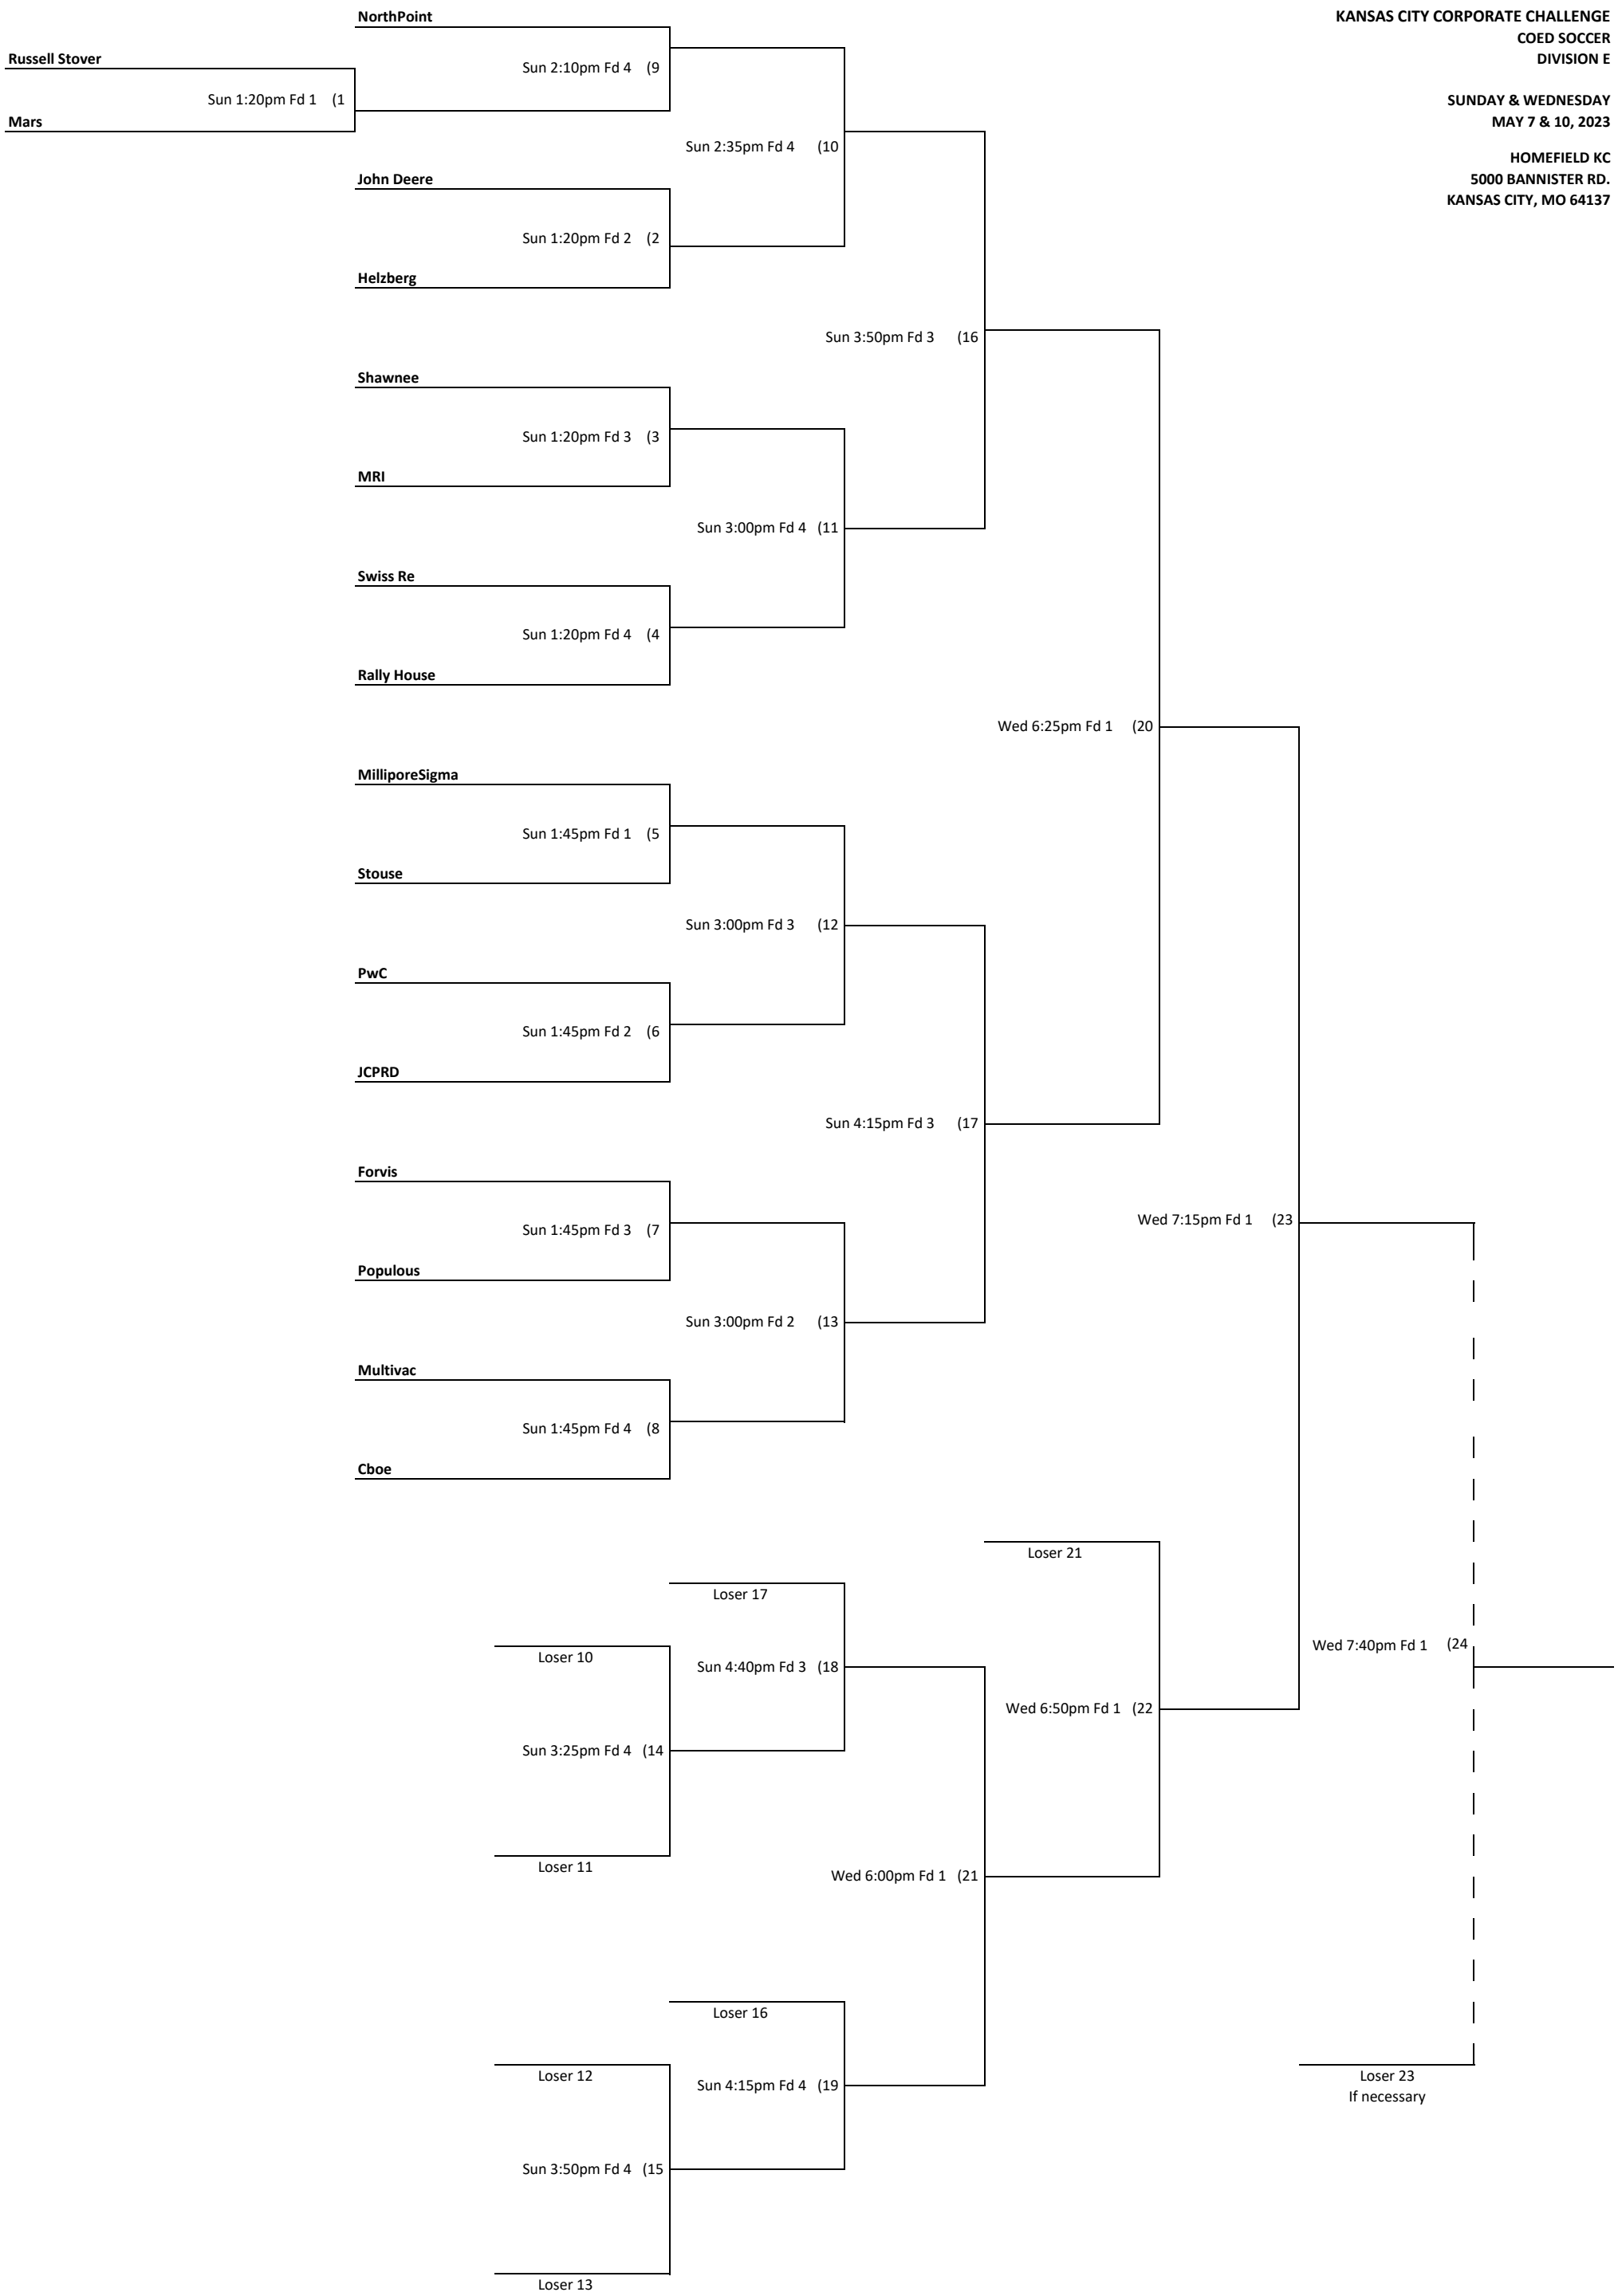 NorthPoint
KANSAS CITY CORPORATE CHALLENGE
COED SOCCER
Russell Stover
DIVISION E
Sun 2:10pm Fd 4 (9
Sun 1:20pm Fd 1 (1
SUNDAY & WEDNESDAY
Mars
MAY 7 & 10, 2023
Sun 2:35pm Fd 4 (10
HOMEFIELD KC
John Deere
5000 BANNISTER RD.
KANSAS CITY, MO 64137
Sun 1:20pm Fd 2 (2
Helzberg
Sun 3:50pm Fd 3 (16
Shawnee
Sun 1:20pm Fd 3 (3
MRI
Sun 3:00pm Fd 4 (11
Swiss Re
Sun 1:20pm Fd 4 (4
Rally House
Wed 6:25pm Fd 1 (20
MilliporeSigma
Sun 1:45pm Fd 1 (5
Stouse
Sun 3:00pm Fd 3 (12
PwC
Sun 1:45pm Fd 2 (6
JCPRD
Sun 4:15pm Fd 3 (17
Forvis
Wed 7:15pm Fd 1 (23
Sun 1:45pm Fd 3 (7
Populous
Sun 3:00pm Fd 2 (13
Multivac
Sun 1:45pm Fd 4 (8
Cboe
Loser 21
Loser 17
Wed 7:40pm Fd 1 (24
Loser 10
Sun 4:40pm Fd 3 (18
Wed 6:50pm Fd 1 (22
Sun 3:25pm Fd 4 (14
Loser 11
Wed 6:00pm Fd 1 (21
Loser 16
Loser 12
Loser 23
Sun 4:15pm Fd 4 (19
If necessary
Sun 3:50pm Fd 4 (15
Loser 13